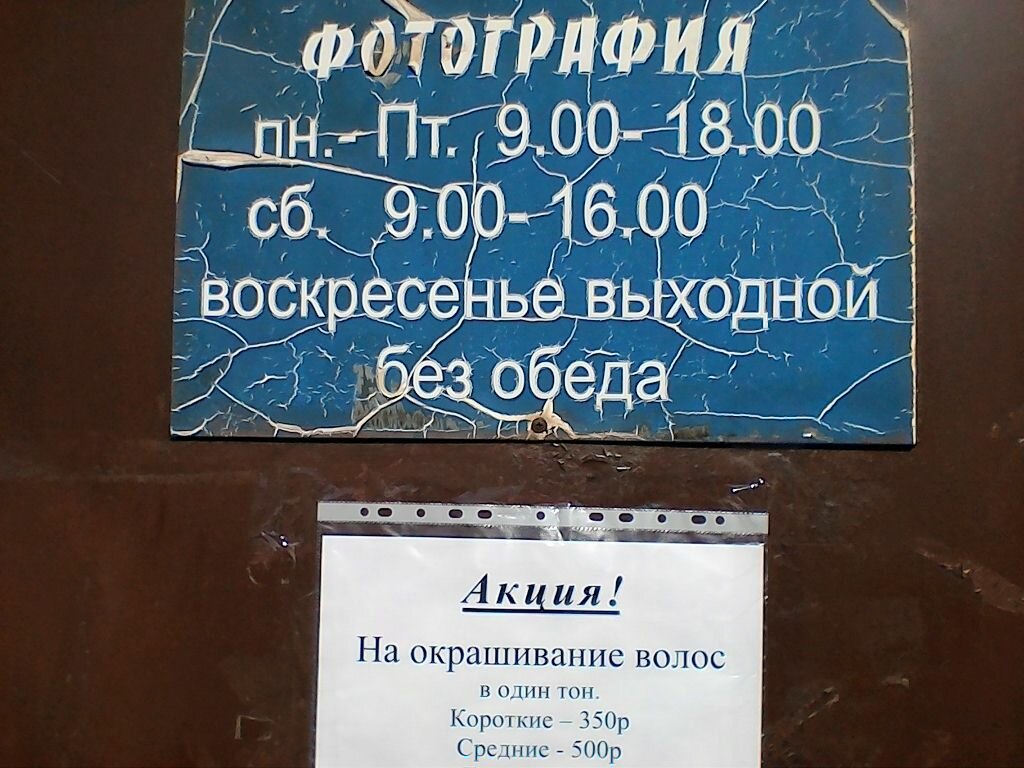 ФОТОГРАФИЯ
пн.- Пт. 9.00- 18.00
сб. 9.00- 16.00
воскресенье выходной
без обеда
Акция!
На окрашивание волос
в один тон.
Короткие – 350р
Средние - 500р